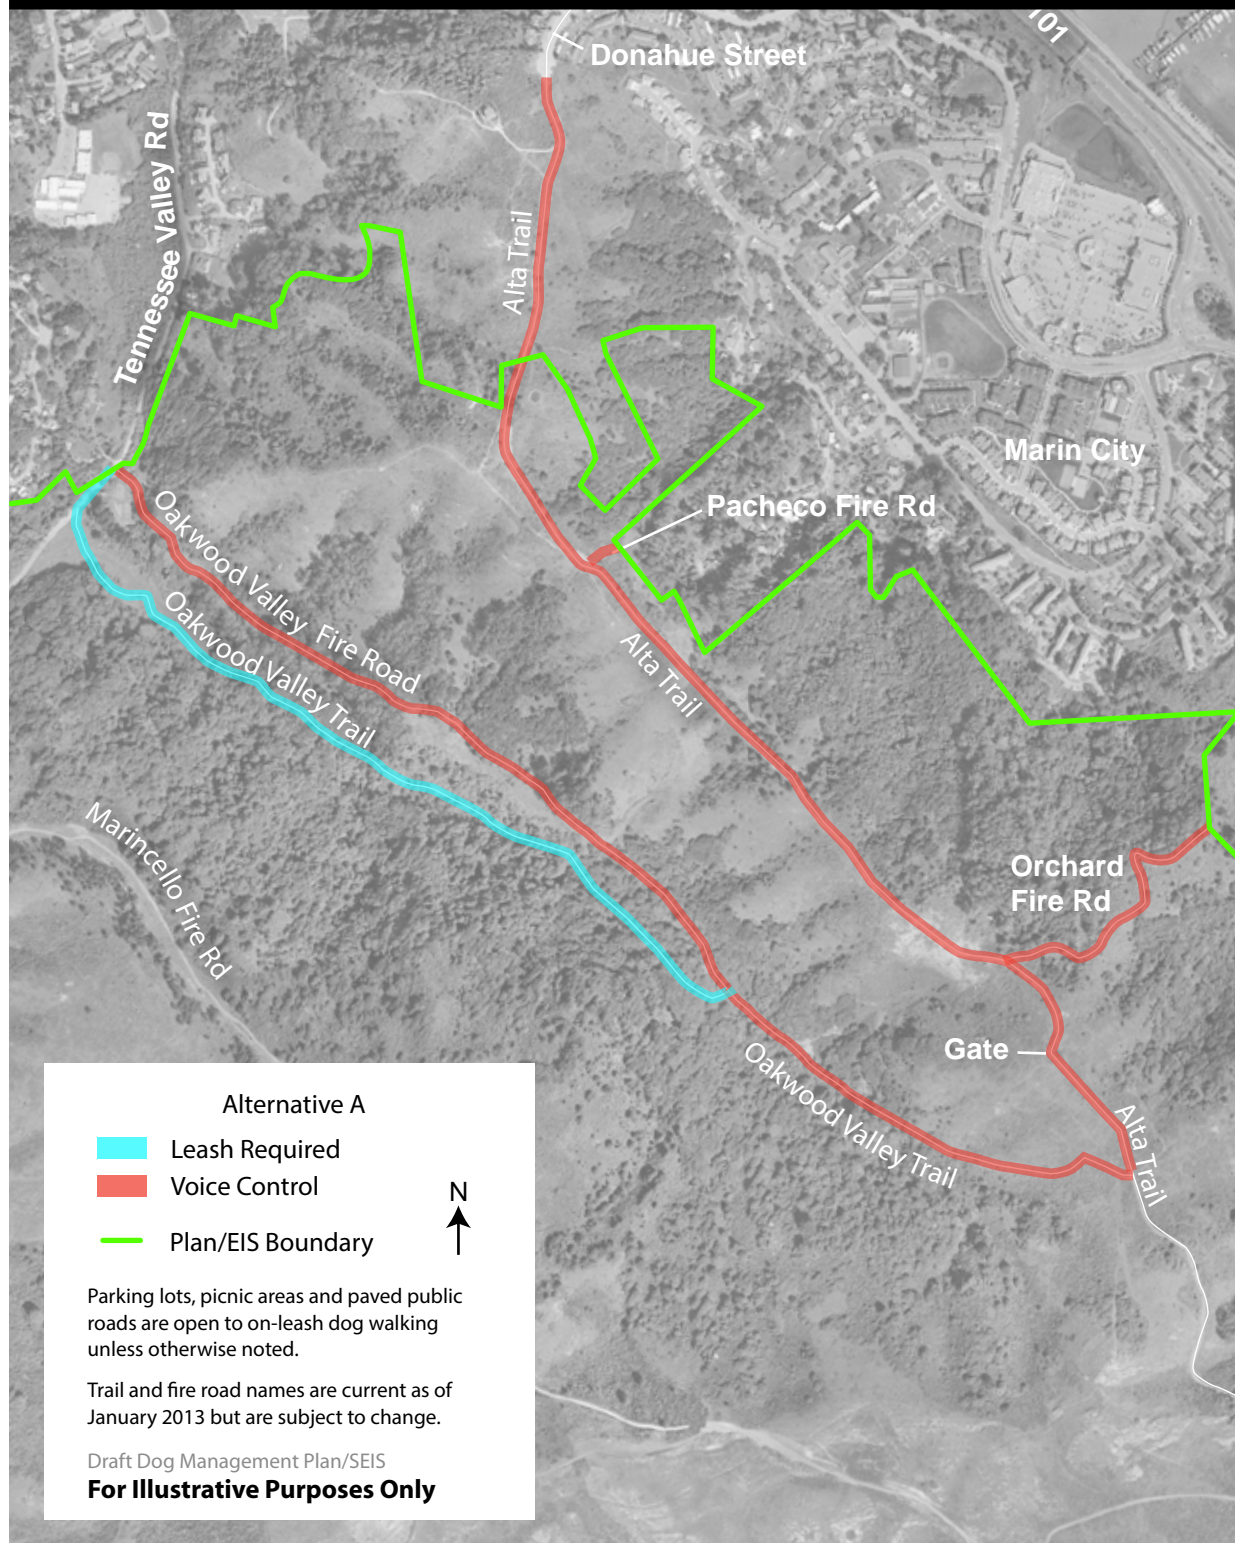 101
Donahue Street
Tennessee Valley Rd
Alta Trail
Marin City
Pacheco Fire Rd
Oakwood Valley Fire Road
Oakwood Valley Trail
Alta Trail
Marincello Fire Rd
Orchard
Fire Rd
Gate
Oakwood Valley Trail
Alta Trail
Alternative A
Leash Required
Voice Control
N
Plan/EIS Boundary
Parking lots, picnic areas and paved public
roads are open to on-leash dog walking
unless otherwise noted.
Trail and fire road names are current as of
January 2013 but are subject to change.
Draft Dog Management Plan/SEIS
For Illustrative Purposes Only